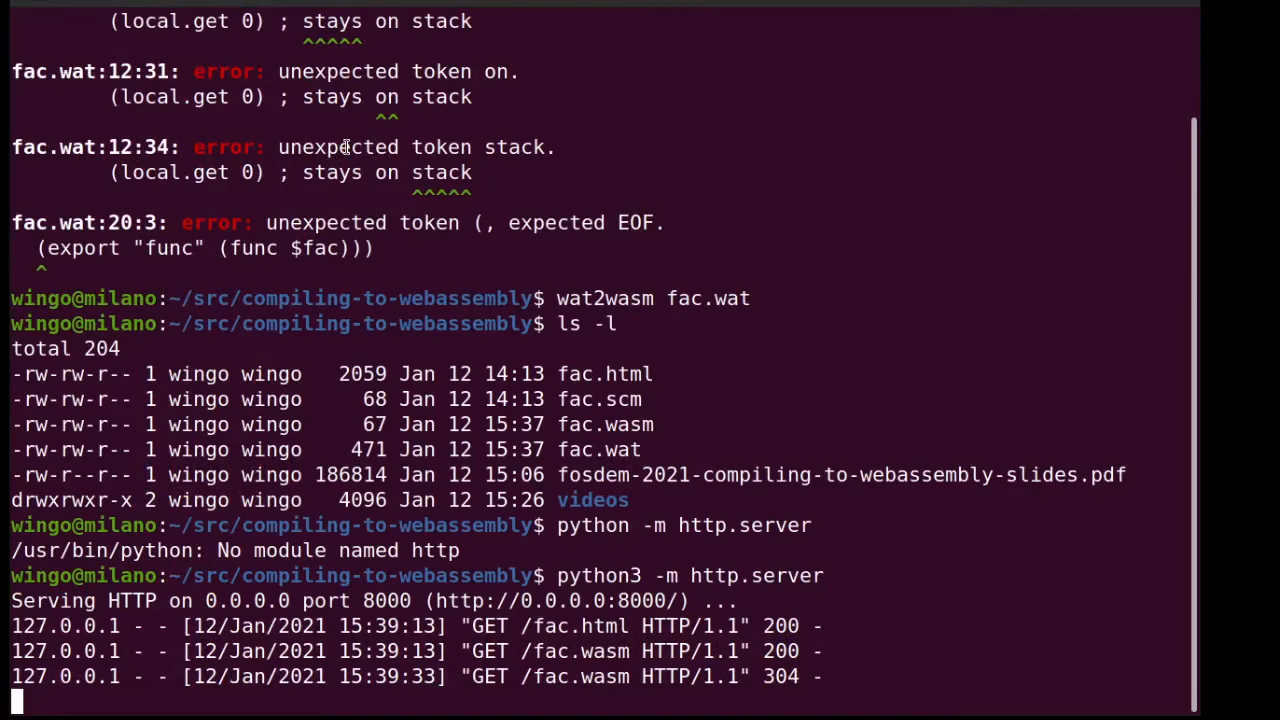 (local.get 0) ; stays on stack
^^^^^
fac.wat:12:31: error: unexpected token on.
(local.get 0) ; stays on stack
^^
fac.wat:12:34: error: unexpected token stack.
(local.get 0) ; stays on stack
^^^^^
fac.wat:20:3: error: unexpected token (, expected EOF.
(export "func" (func $fac)))
^
wingo@milano:~/src/compiling-to-webassembly$ wat2wasm fac.wat
wingo@milano:~/src/compiling-to-webassembly$ ls -l
total 204
-rw-rw-r-- 1 wingo wingo   2059 Jan 12 14:13 fac.html
-rw-rw-r-- 1 wingo wingo     68 Jan 12 14:13 fac.scm
-rw-rw-r-- 1 wingo wingo     67 Jan 12 15:37 fac.wasm
-rw-rw-r-- 1 wingo wingo    471 Jan 12 15:37 fac.wat
-rw-r--r-- 1 wingo wingo 186814 Jan 12 15:06 fosdem-2021-compiling-to-webassembly-slides.pdf
drwxrwxr-x 2 wingo wingo   4096 Jan 12 15:26 videos
wingo@milano:~/src/compiling-to-webassembly$ python -m http.server
/usr/bin/python: No module named http
wingo@milano:~/src/compiling-to-webassembly$ python3 -m http.server
Serving HTTP on 0.0.0.0 port 8000 (http://0.0.0.0:8000/) ...
127.0.0.1 - - [12/Jan/2021 15:39:13] "GET /fac.html HTTP/1.1" 200 -
127.0.0.1 - - [12/Jan/2021 15:39:13] "GET /fac.wasm HTTP/1.1" 200 -
127.0.0.1 - - [12/Jan/2021 15:39:33] "GET /fac.wasm HTTP/1.1" 304 -